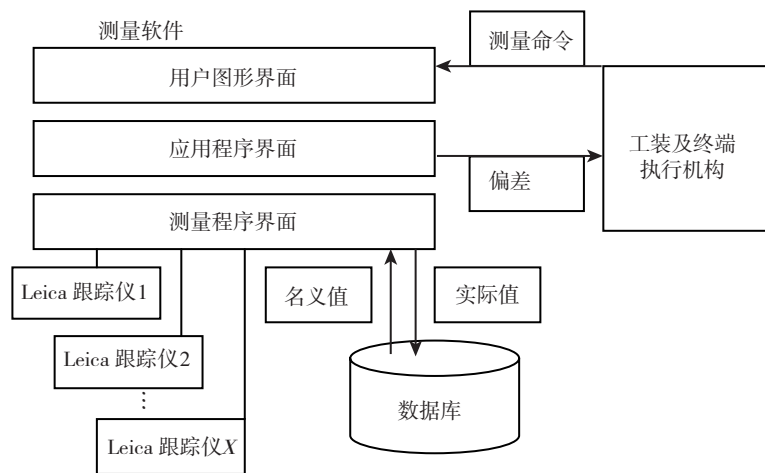 测量软件
测量命令
用户图形界面
应用程序界面
工装及终端
执行机构
偏差
测量程序界面
Leica 跟踪仪1
名义值
实际值
Leica 跟踪仪2
⋮
数据库
Leica 跟踪仪X